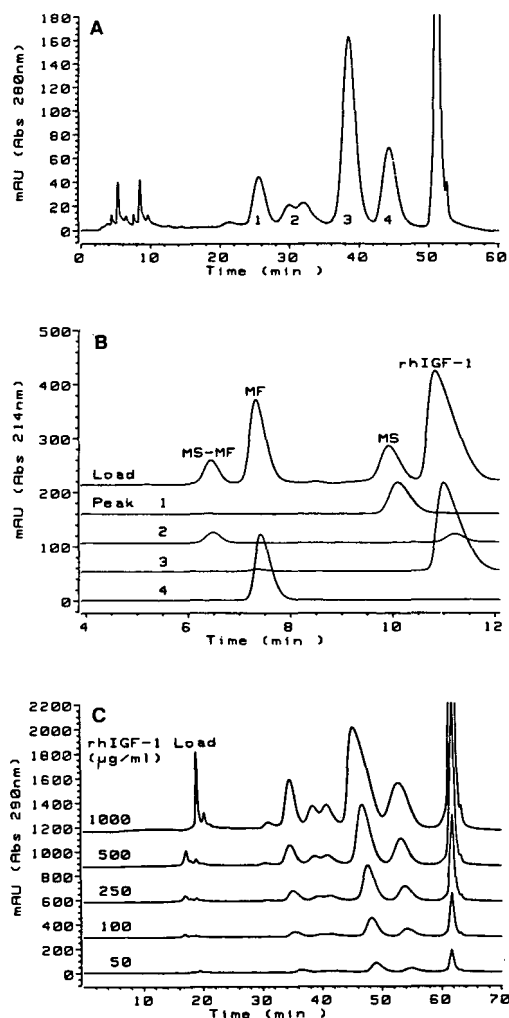 A
mAU (Abs 280nm)
180
160
140
120
100
80
60
40
20
0
1
2
3
4
0 10 20 30 40 50 60
Time (min )
B
mAU (Abs 214nm)
500
400
300
200
100
0
MS-MF
MF
MS
rhIGF-1
Load
Peak 1
2
3
4
4 6 8 10 12
Time (min )
C
mAU (Abs 290nm)
2200
2000
1800
1600
1400
1200
1000
800
600
400
200
0
rhIGF-1 Load
(µg/ml)
1000
500
250
100
50
10 20 30 40 50 60 70
Time (min )